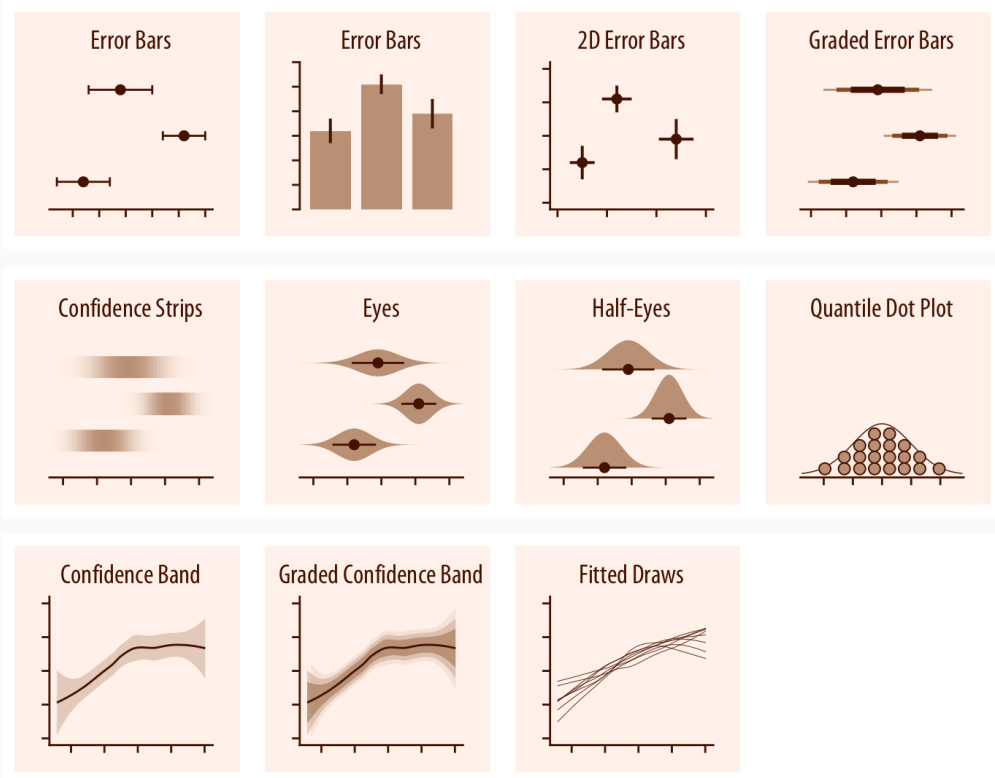 Error Bars
Error Bars
2D Error Bars
Graded Error Bars
Confidence Strips
Eyes
Half-Eyes
Quantile Dot Plot
Confidence Band
Graded Confidence Band
Fitted Draws